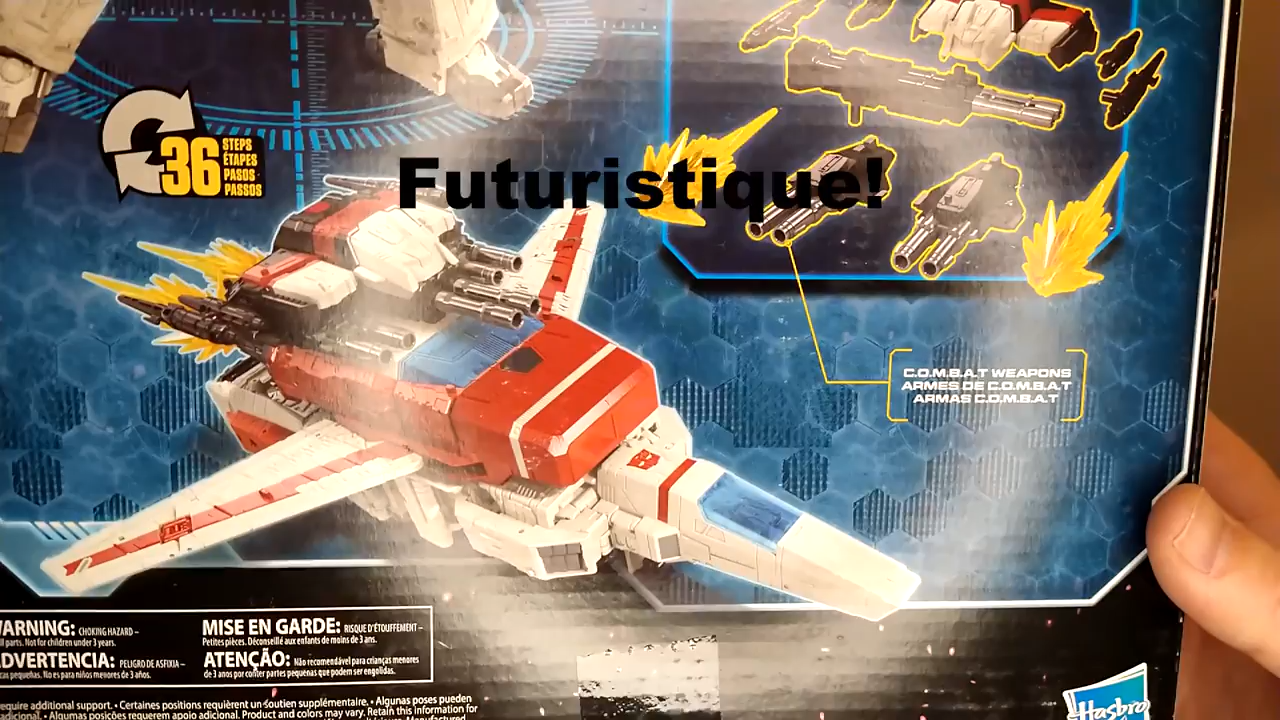 36
STEPS
ÉTAPES
PASOS
PASSOS
Futuristique!
C.O.M.B.A.T WEAPONS
ARMES DE C.O.M.B.A.T
ARMAS C.O.M.B.A.T
WARNING: CHOKING HAZARD –
parts. Not for children under 3 years.
ADVERTENCIA: PELIGRO DE ASFIXIA –
pequeñas. No es para niños menores de 3 años.
MISE EN GARDE: RISQUE D'ÉTOUFFEMENT –
Petites pièces. Déconseillé aux enfants de moins de 3 ans.
ATENÇÃO: Não recomendável para crianças menores
de 3 anos por conter partes pequenas que podem ser engolidas.
require additional support. • Certaines positions requièrent un soutien supplémentaire. • Algunas poses pueden
adicional. • Algumas posições requerem apoio adicional. Product and colors may vary. Retain this information for
Hasbro